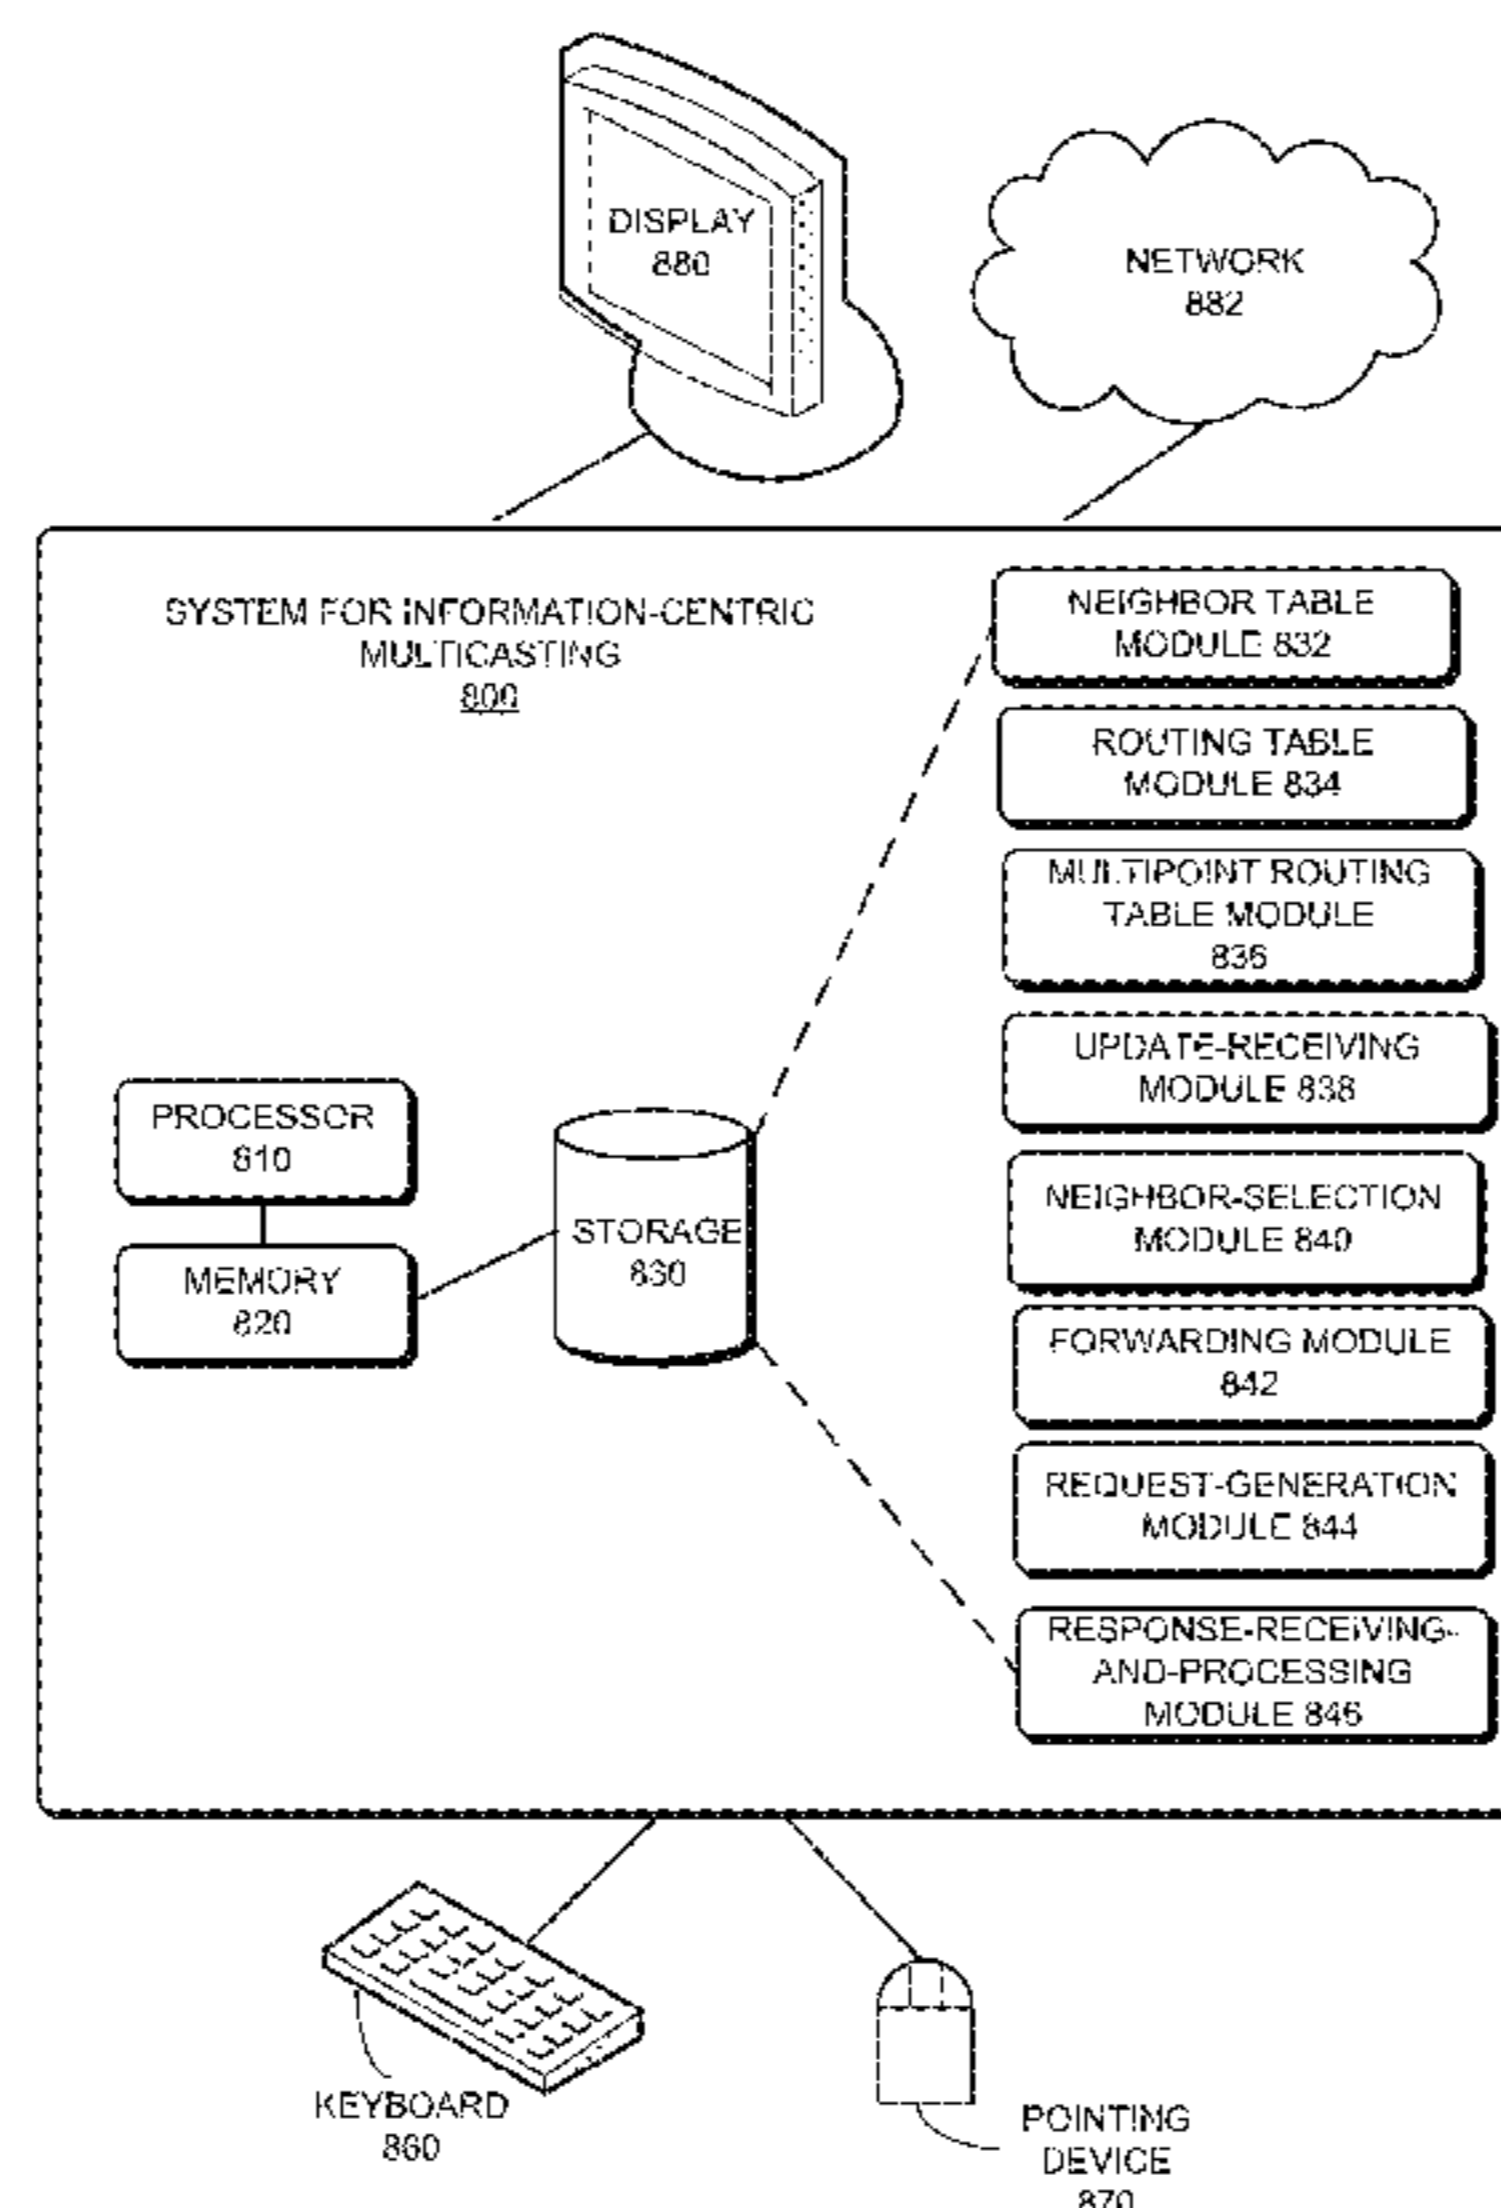 DISPLAY
880
NETWORK
882
SYSTEM FOR INFORMATION-CENTRIC
MULTICASTING
800
NEIGHBOR TABLE
MODULE 832
ROUTING TABLE
MODULE 834
MULTIPOINT ROUTING
TABLE MODULE
836
UPDATE-RECEIVING
MODULE 838
NEIGHBOR-SELECTION
MODULE 840
FORWARDING MODULE
842
REQUEST-GENERATION
MODULE 844
RESPONSE-RECEIVING-
AND-PROCESSING
MODULE 846
PROCESSOR
810
MEMORY
820
STORAGE
830
KEYBOARD
860
POINTING
DEVICE
870